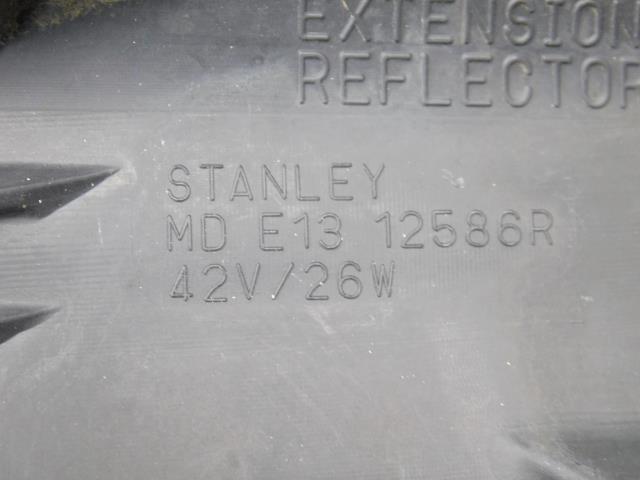 EXTENSION
REFLECTOR
STANLEY
MD E13 12586R
42V/26W